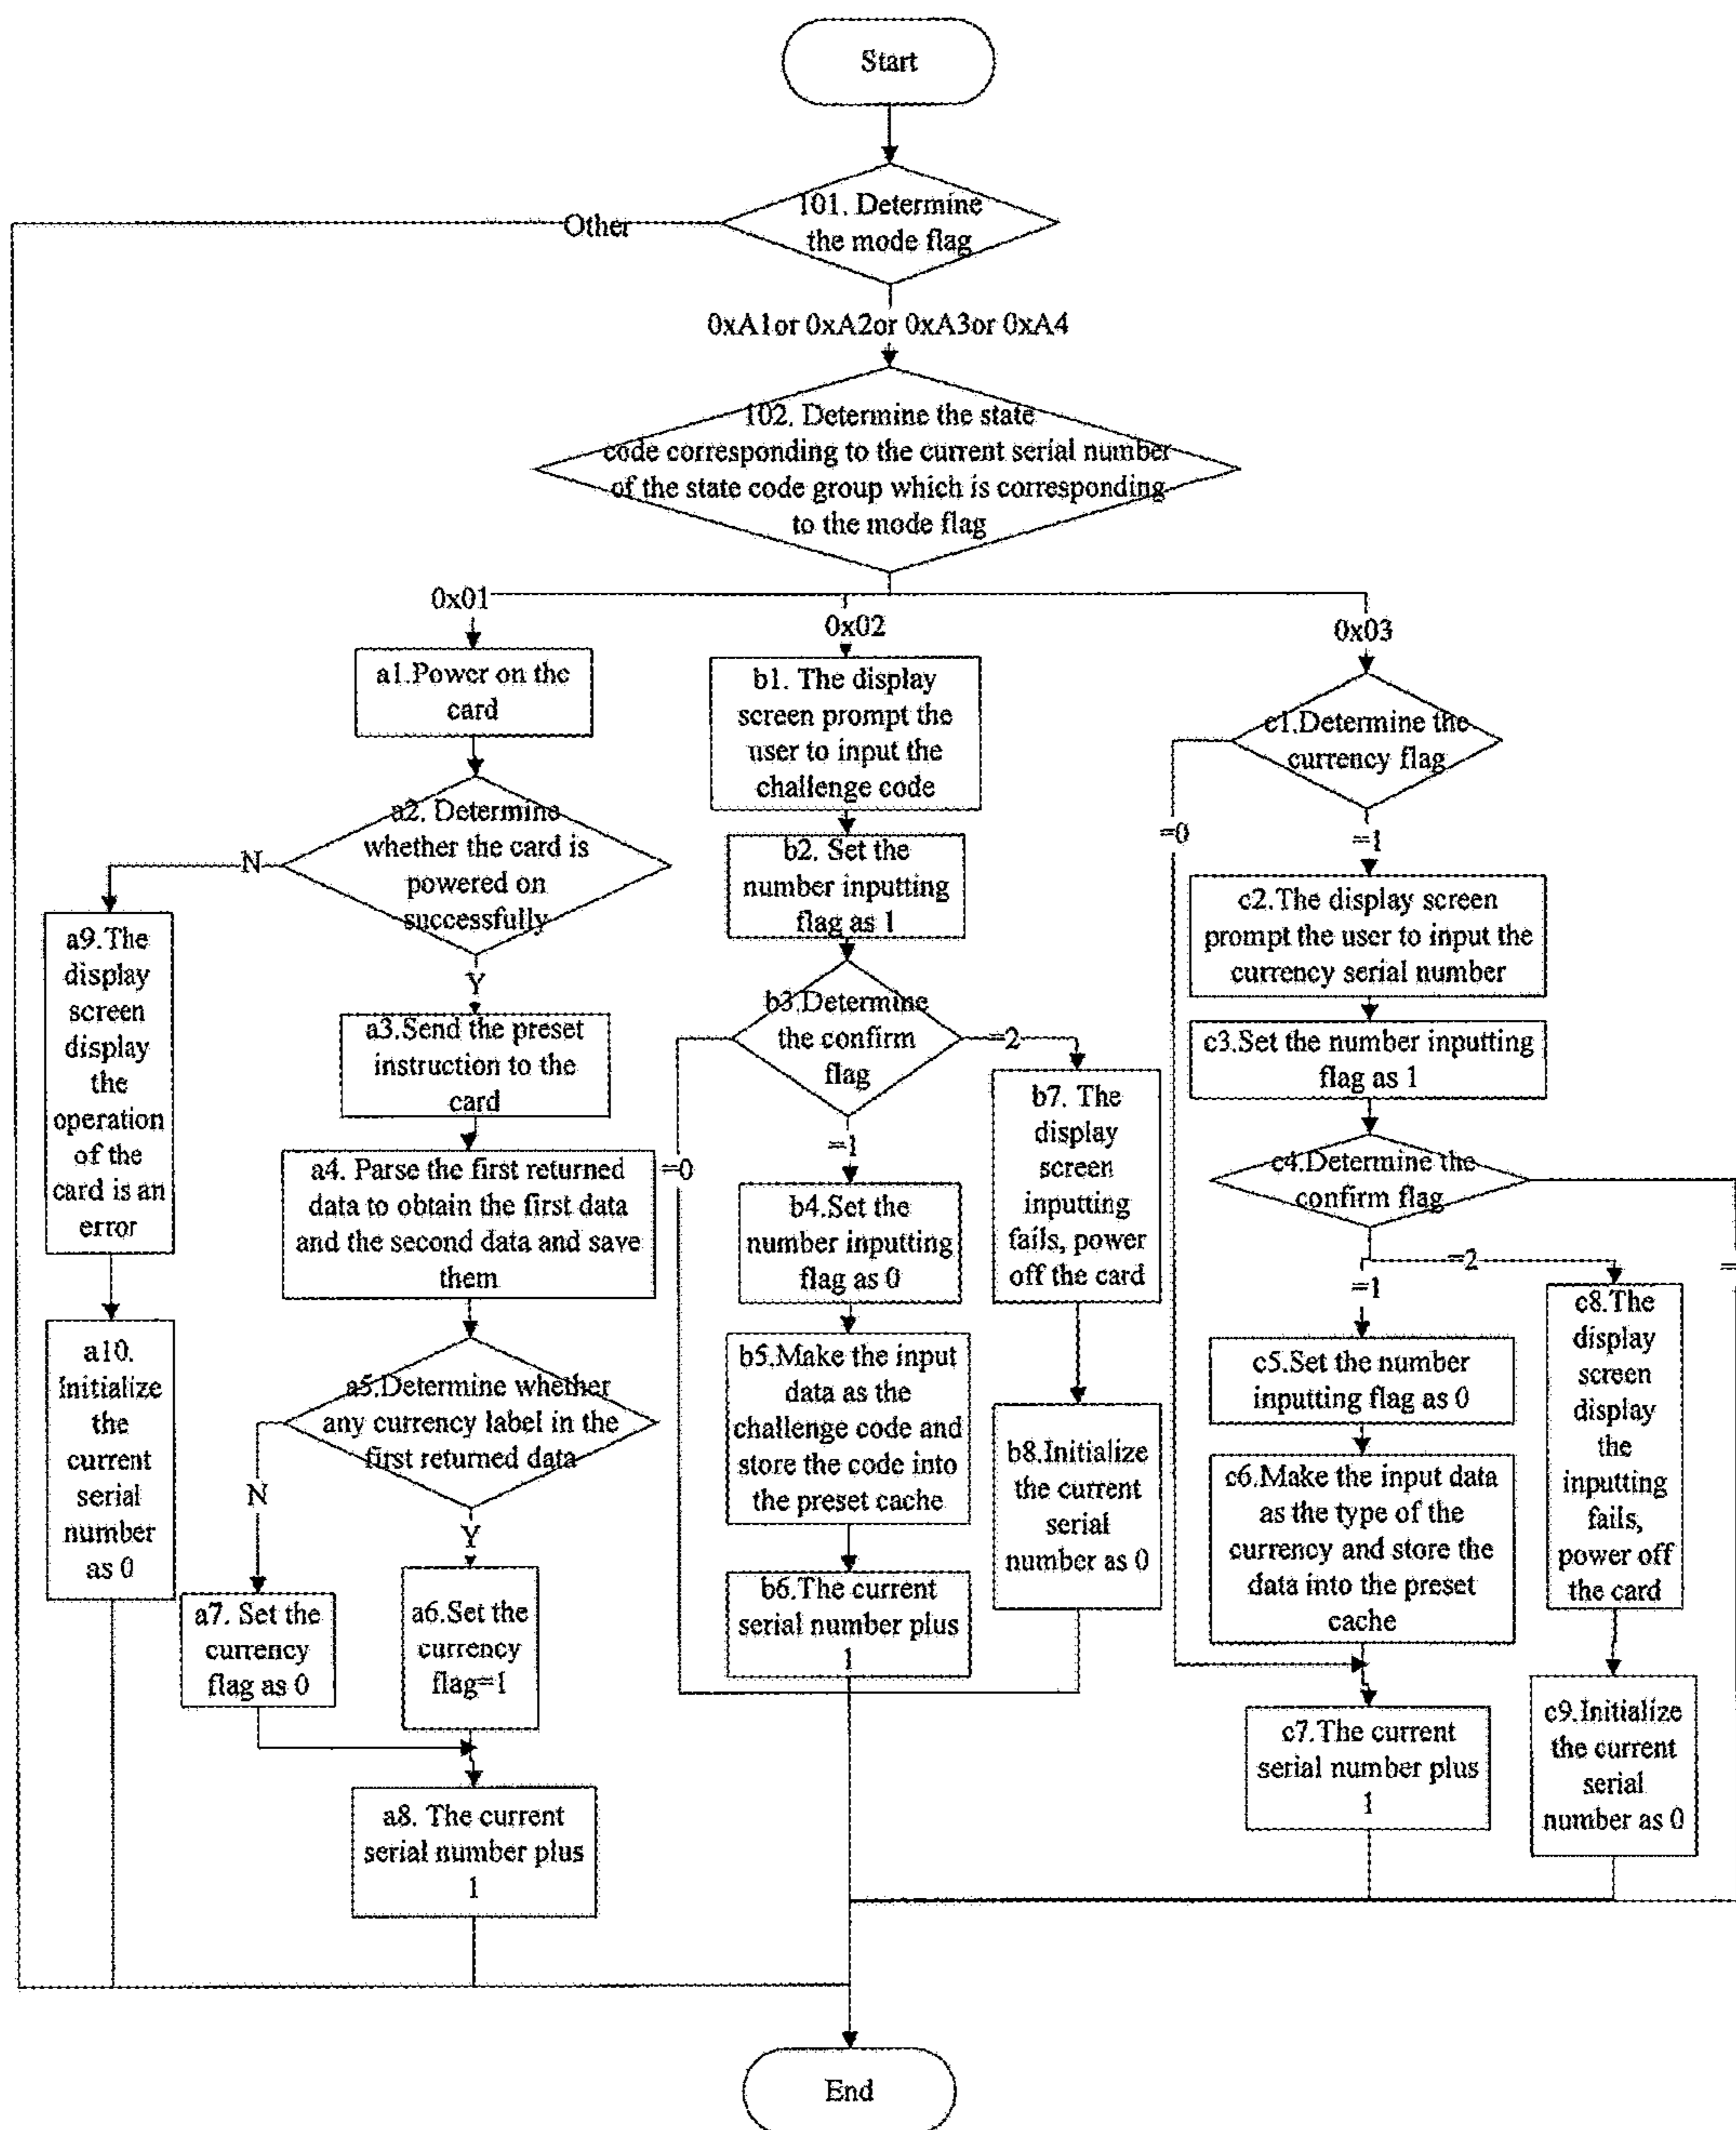 Start
101. Determine
the mode flag
Other
0xA1or 0xA2or 0xA3or 0xA4
102. Determine the state
code corresponding to the current serial number
of the state code group which is corresponding
to the mode flag
0x01
0x02
0x03
a1.Power on the
card
a2. Determine
whether the card is
powered on
successfully
N
Y
a9.The
display
screen
display
the
operation
of the
card is an
error
a10.
Initialize
the
current
serial
number
as 0
a3.Send the preset
instruction to the
card
a4. Parse the first returned
data to obtain the first data
and the second data and save
them
a5.Determine whether
any currency label in the
first returned data
N
Y
a7. Set the
currency
flag as 0
a6.Set the
currency
flag=1
a8. The current
serial number plus
1
b1. The display
screen prompt the
user to input the
challenge code
b2. Set the
number inputting
flag as 1
b3.Determine
the confirm
flag
=2
=1
=0
b4.Set the
number inputting
flag as 0
b5.Make the input
data as the
challenge code and
store the code into
the preset cache
b6.The current
serial number plus
1
b7. The
display
screen
inputting
fails, power
off the card
b8.Initialize
the current
serial
number as 0
c1.Determine the
currency flag
=0
=1
c2.The display screen
prompt the user to input the
currency serial number
c3.Set the number inputting
flag as 1
c4.Determine the
confirm flag
=2
=
=1
c5.Set the number
inputting flag as 0
c6.Make the input data
as the type of the
currency and store the
data into the preset
cache
c7.The current
serial number plus
1
c8.The
display
screen
display
the
inputting
fails,
power off
the card
c9.Initialize
the current
serial
number as 0
End